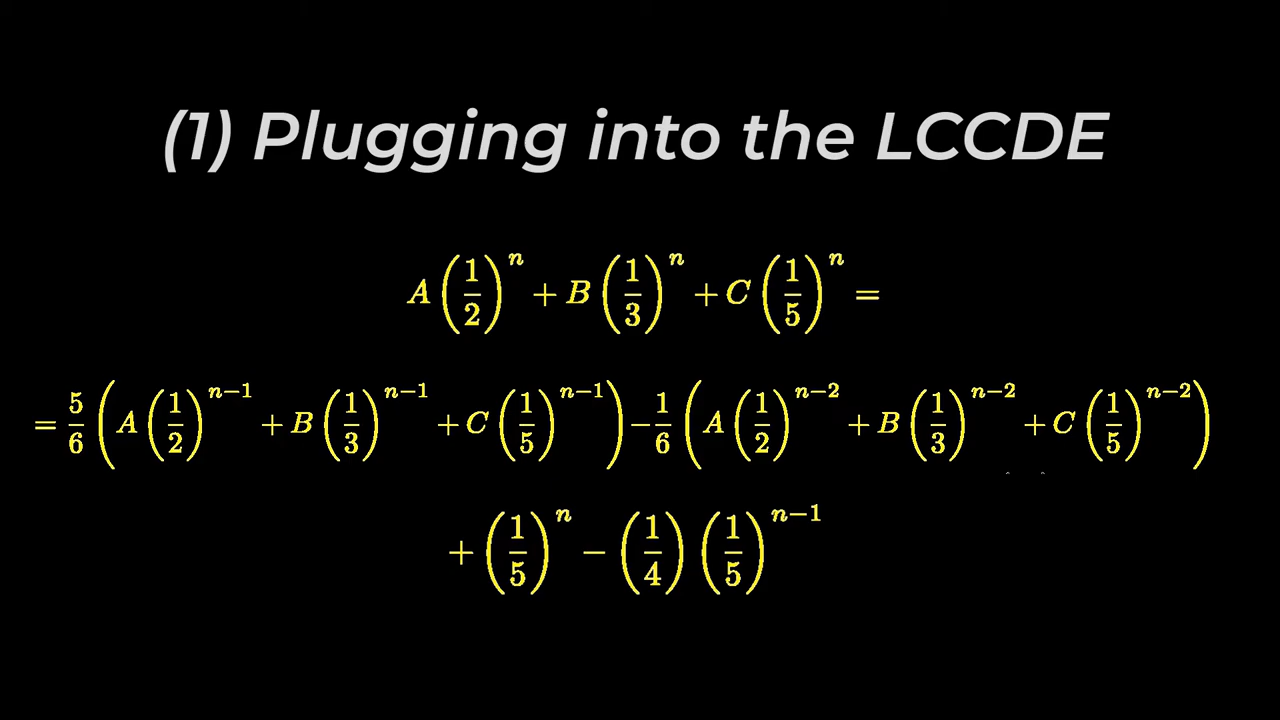 (1) Plugging into the LCCDE
A(1/2)^n + B(1/3)^n + C(1/5)^n =
= 5/6 (A(1/2)^{n−1} + B(1/3)^{n−1} + C(1/5)^{n−1}) − 1/6 (A(1/2)^{n−2} + B(1/3)^{n−2} + C(1/5)^{n−2})
+ (1/5)^n − (1/4)(1/5)^{n−1}